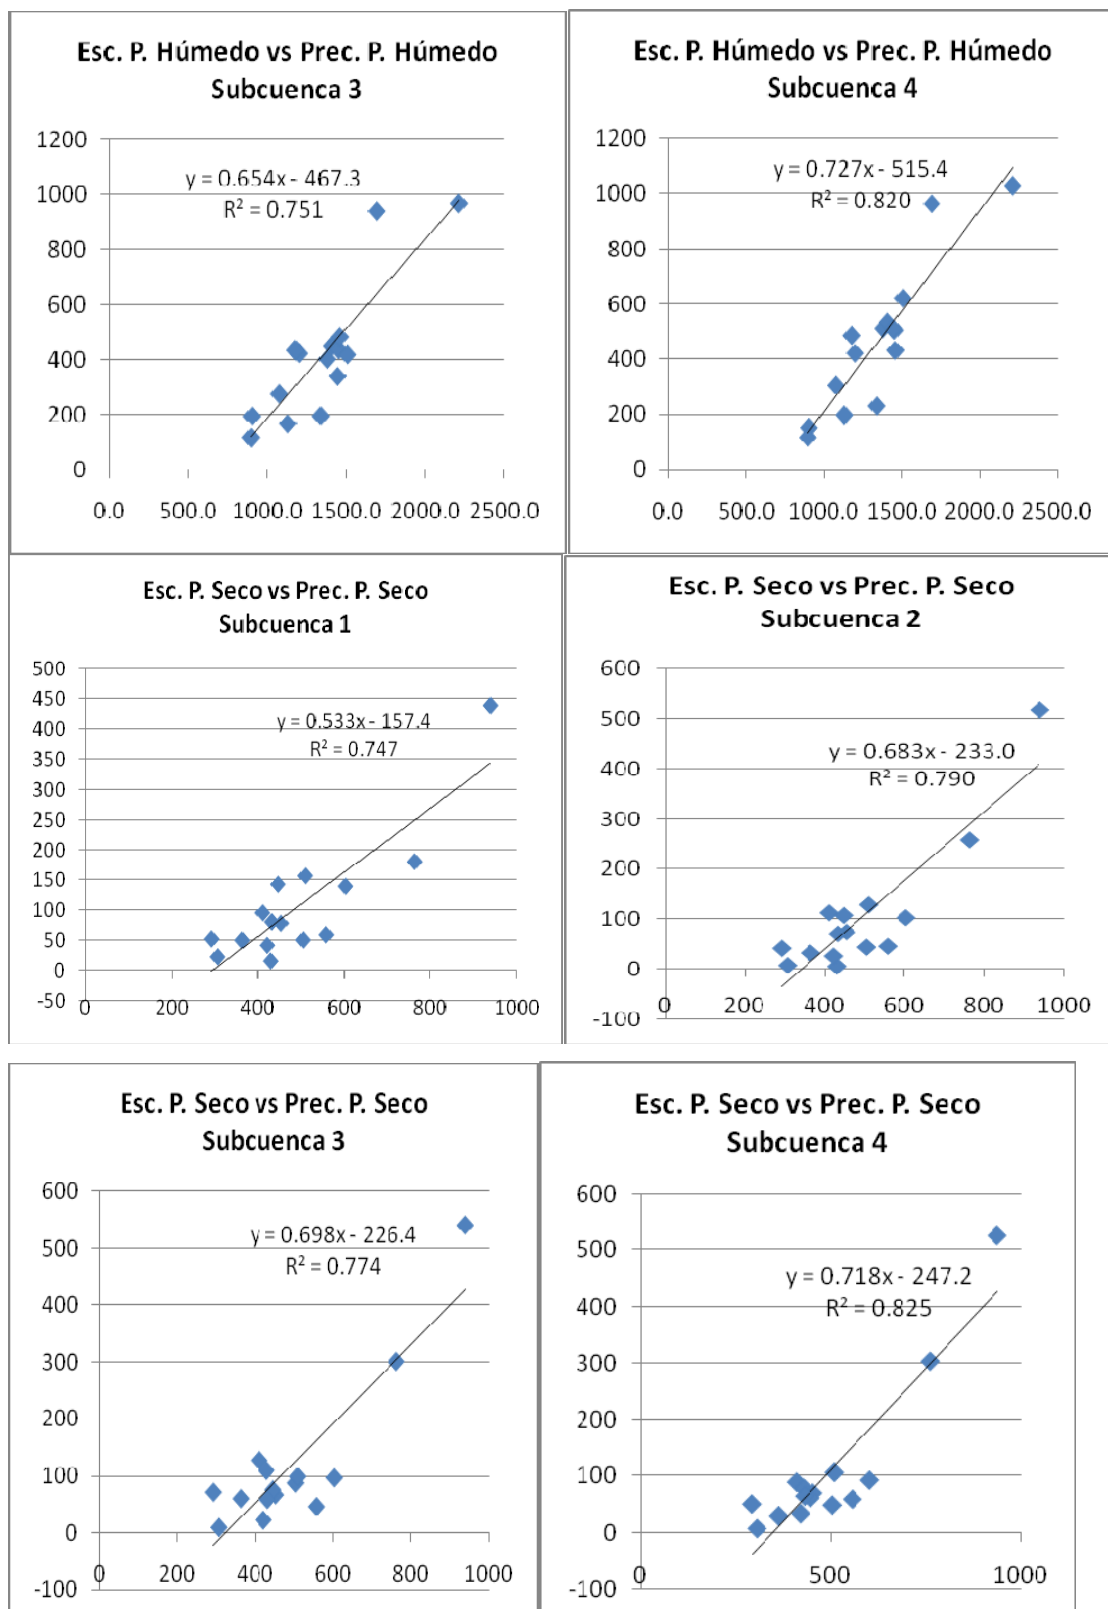 Esc. P. Húmedo vs Prec. P. Húmedo
Subcuenca 3
1200
1000
800
600
400
200
0
y = 0.654x - 467.3
R² = 0.751
0.0 500.0 1000.0 1500.0 2000.0 2500.0
Esc. P. Húmedo vs Prec. P. Húmedo
Subcuenca 4
1200
1000
800
600
400
200
0
y = 0.727x - 515.4
R² = 0.820
0.0 500.0 1000.0 1500.0 2000.0 2500.0
Esc. P. Seco vs Prec. P. Seco
Subcuenca 1
500
450
400
350
300
250
200
150
100
50
0
-50
y = 0.533x - 157.4
R² = 0.747
0 200 400 600 800 1000
Esc. P. Seco vs Prec. P. Seco
Subcuenca 2
600
500
400
300
200
100
0
-100
y = 0.683x - 233.0
R² = 0.790
0 200 400 600 800 1000
Esc. P. Seco vs Prec. P. Seco
Subcuenca 3
600
500
400
300
200
100
0
-100
y = 0.698x - 226.4
R² = 0.774
0 200 400 600 800 1000
Esc. P. Seco vs Prec. P. Seco
Subcuenca 4
600
500
400
300
200
100
0
-100
y = 0.718x - 247.2
R² = 0.825
0 500 1000